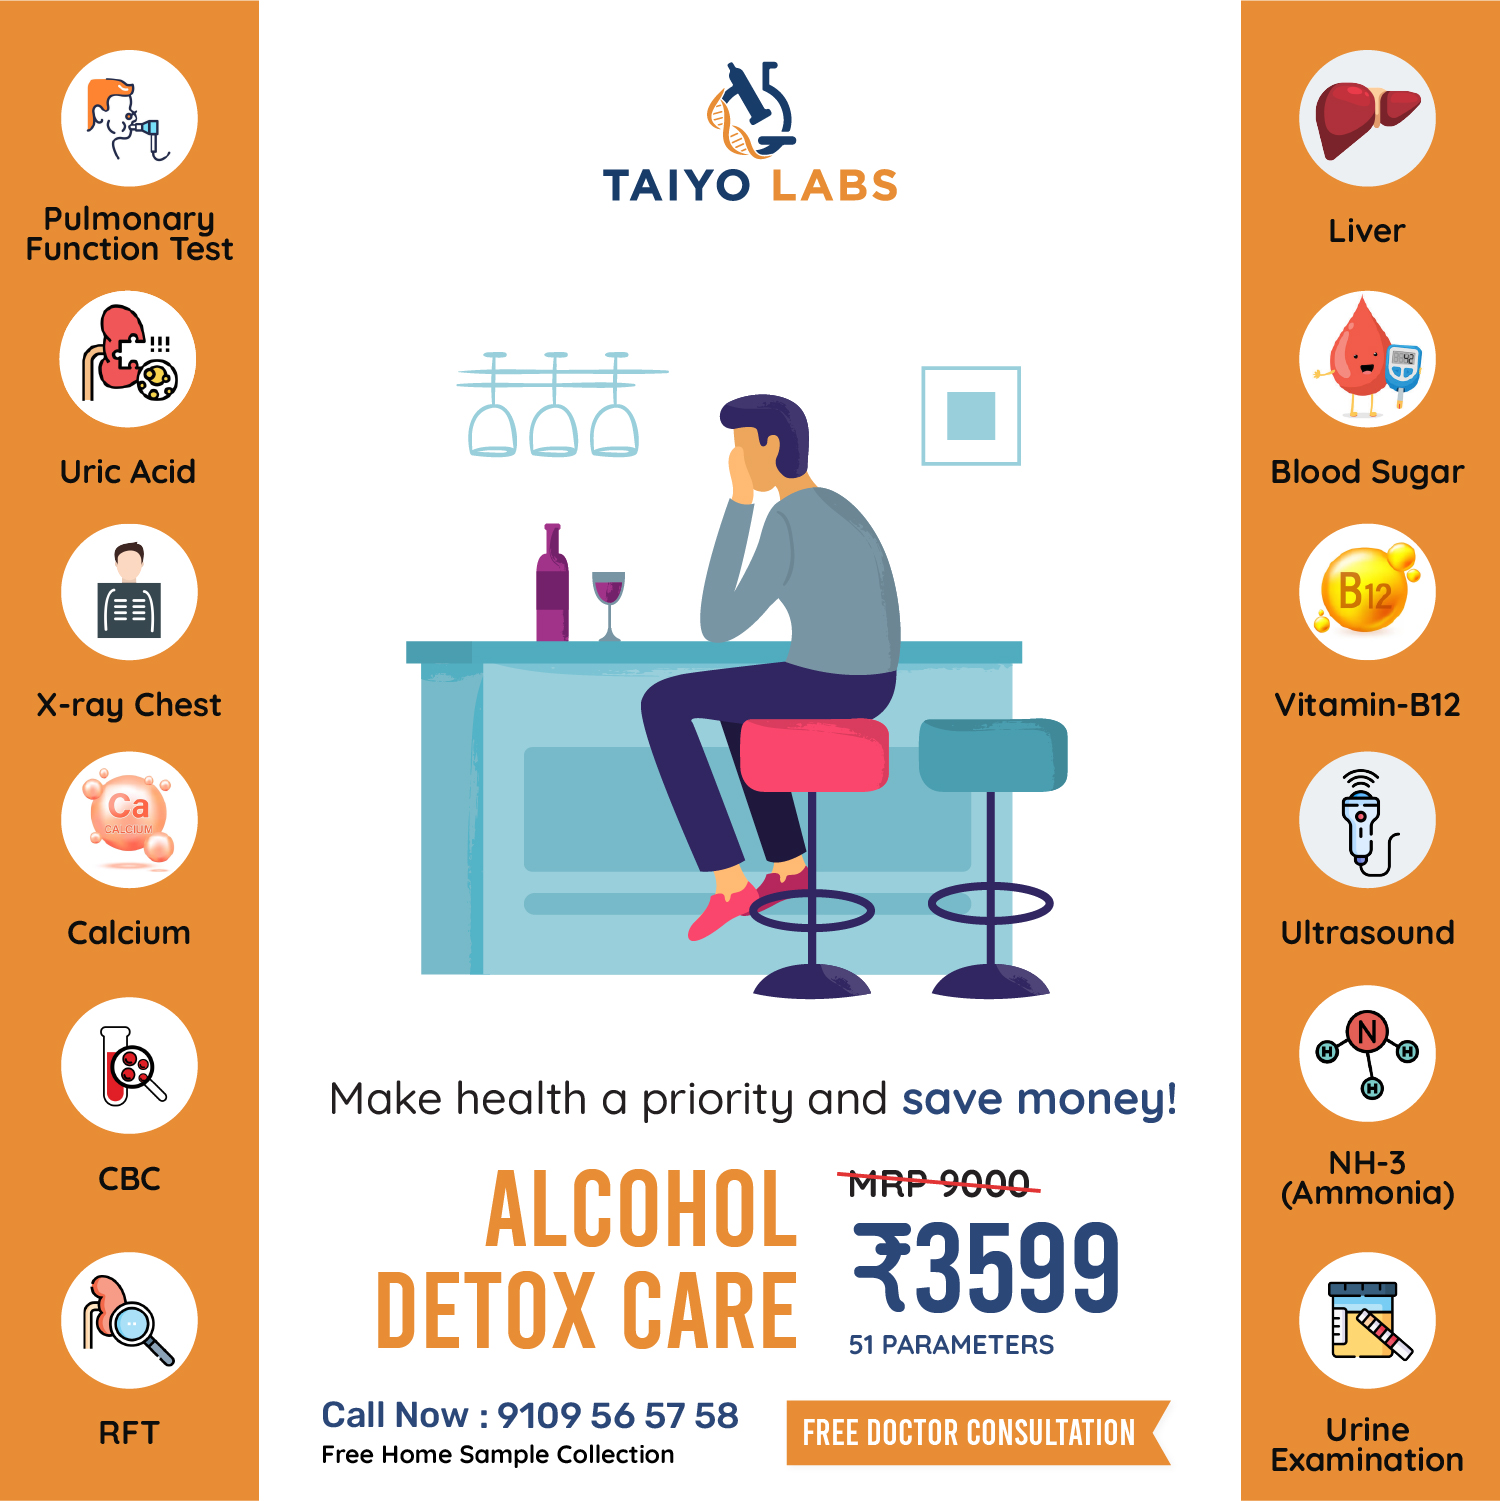 TAIYO LABS
Pulmonary
Function Test
Uric Acid
X-ray Chest
Ca
CALCIUM
Calcium
CBC
RFT
Liver
42
Blood Sugar
B12
Vitamin-B12
Ultrasound
N
H H
H
NH-3
(Ammonia)
Urine
Examination
Make health a priority and save money!
ALCOHOL
DETOX CARE
MRP 9000
₹3599
51 PARAMETERS
Call Now : 9109 56 57 58
Free Home Sample Collection
FREE DOCTOR CONSULTATION
!!!